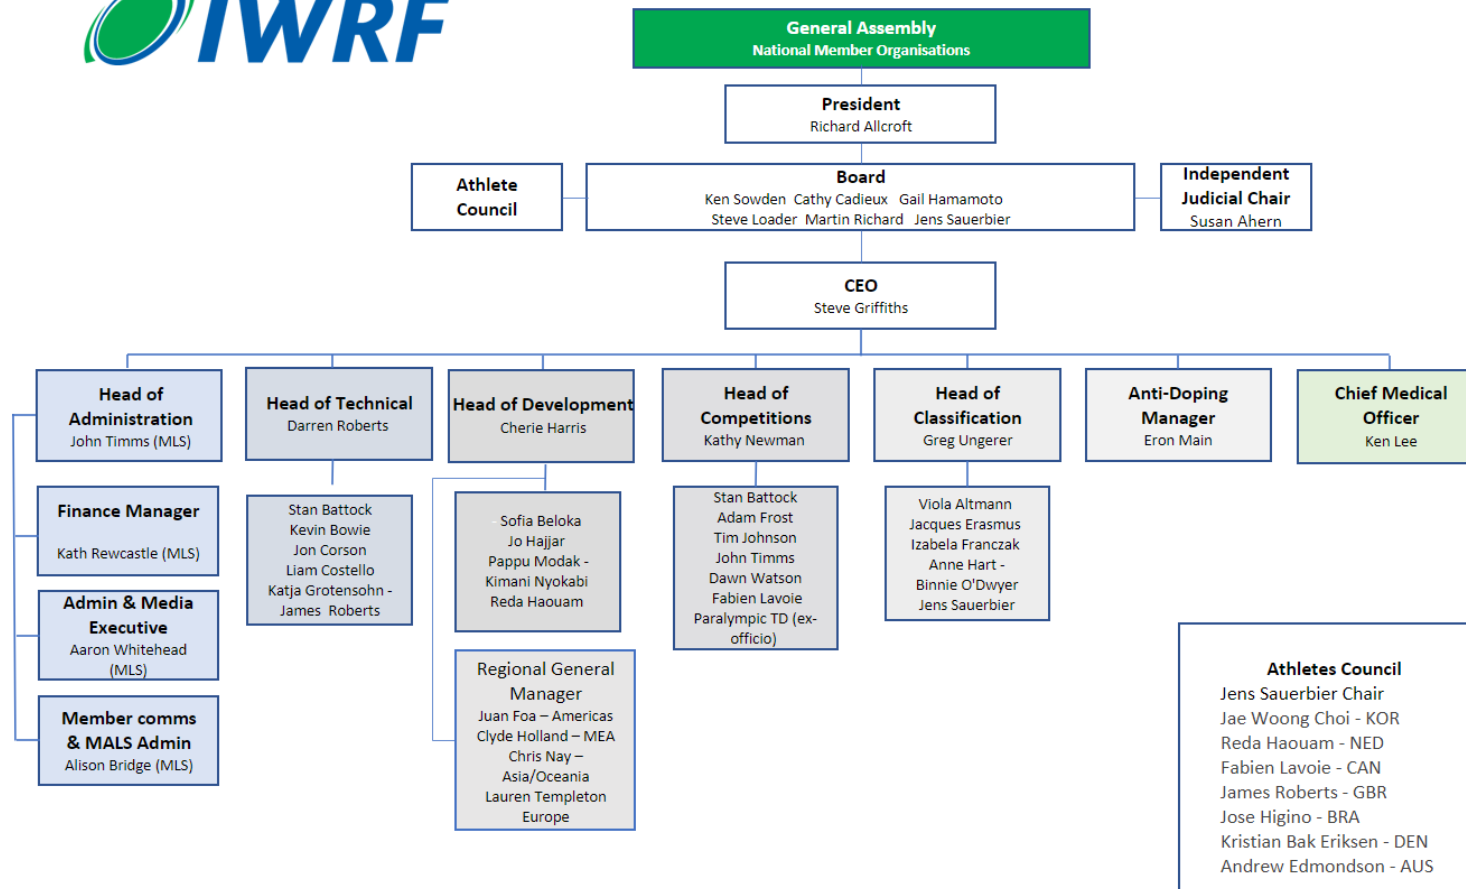 IWRF
General Assembly
National Member Organisations
President
Richard Allcroft
Athlete
Council
Board
Ken Sowden Cathy Cadieux Gail Hamamoto
Steve Loader Martin Richard Jens Sauerbier
Independent
Judicial Chair
Susan Ahern
CEO
Steve Griffiths
Head of
Administration
John Timms (MLS)
Finance Manager
Kath Rewcastle (MLS)
Admin & Media
Executive
Aaron Whitehead
(MLS)
Member comms
& MALS Admin
Alison Bridge (MLS)
Head of Technical
Darren Roberts
Stan Battock
Kevin Bowie
Jon Corson
Liam Costello
Katja Grotensohn -
James Roberts
Head of Development
Cherie Harris
- Sofia Beloka
Jo Hajjar
Pappu Modak -
Kimani Nyokabi
Reda Haouam
Regional General
Manager
Juan Foa – Americas
Clyde Holland – MEA
Chris Nay –
Asia/Oceania
Lauren Templeton
Europe
Head of
Competitions
Kathy Newman
Stan Battock
Adam Frost
Tim Johnson
John Timms
Dawn Watson
Fabien Lavoie
Paralympic TD (ex-
officio)
Head of
Classification
Greg Ungerer
Viola Altmann
Jacques Erasmus
Izabela Franczak
Anne Hart -
Binnie O'Dwyer
Jens Sauerbier
Anti-Doping
Manager
Eron Main
Chief Medical
Officer
Ken Lee
Athletes Council
Jens Sauerbier Chair
Jae Woong Choi - KOR
Reda Haouam - NED
Fabien Lavoie - CAN
James Roberts - GBR
Jose Higino - BRA
Kristian Bak Eriksen - DEN
Andrew Edmondson - AUS